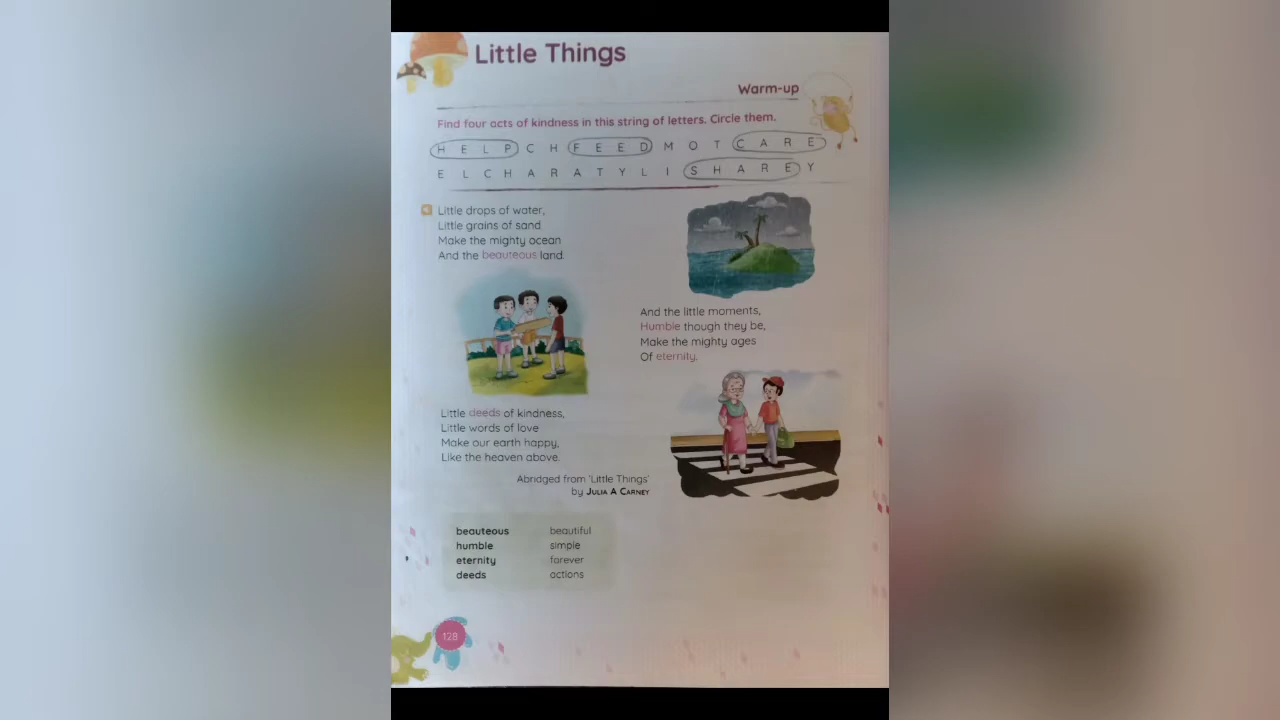 Little Things
Warm-up
Find four acts of kindness in this string of letters. Circle them.
H E L P C H F E E D M O T C A R E
E L C H A R A T Y L I S H A R E Y
Little drops of water,
Little grains of sand
Make the mighty ocean
And the beauteous land.
And the little moments,
Humble though they be,
Make the mighty ages
Of eternity.
Little deeds of kindness,
Little words of love
Make our earth happy,
Like the heaven above.
Abridged from 'Little Things'
by JULIA A CARNEY
beauteous beautiful
humble simple
eternity forever
deeds actions
128